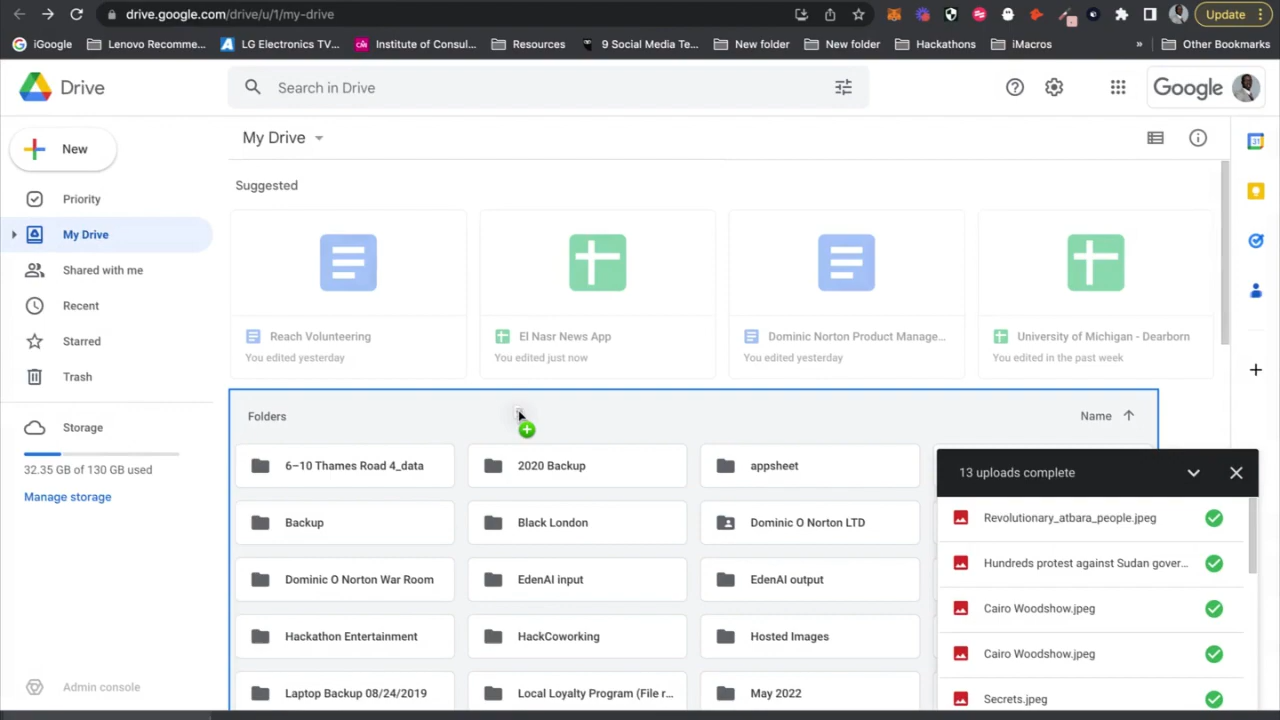 drive.google.com/drive/u/1/my-drive
Update
iGoogle
Lenovo Recomme...
LG Electronics TV...
Institute of Consul...
Resources
9 Social Media Te...
New folder
New folder
Hackathons
iMacros
»
Other Bookmarks
Drive
Search in Drive
Google
New
My Drive
Priority
My Drive
Shared with me
Recent
Starred
Trash
Storage
32.35 GB of 130 GB used
Manage storage
Admin console
Suggested
Reach Volunteering
You edited yesterday
El Nasr News App
You edited just now
Dominic Norton Product Manage...
You edited yesterday
University of Michigan - Dearborn
You edited in the past week
Folders
Name
6–10 Thames Road 4_data
2020 Backup
appsheet
Backup
Black London
Dominic O Norton LTD
Dominic O Norton War Room
EdenAI input
EdenAI output
Hackathon Entertainment
HackCoworking
Hosted Images
Laptop Backup 08/24/2019
Local Loyalty Program (File r...
May 2022
13 uploads complete
Revolutionary_atbara_people.jpeg
Hundreds protest against Sudan gover...
Cairo Woodshow.jpeg
Cairo Woodshow.jpeg
Secrets.jpeg
31